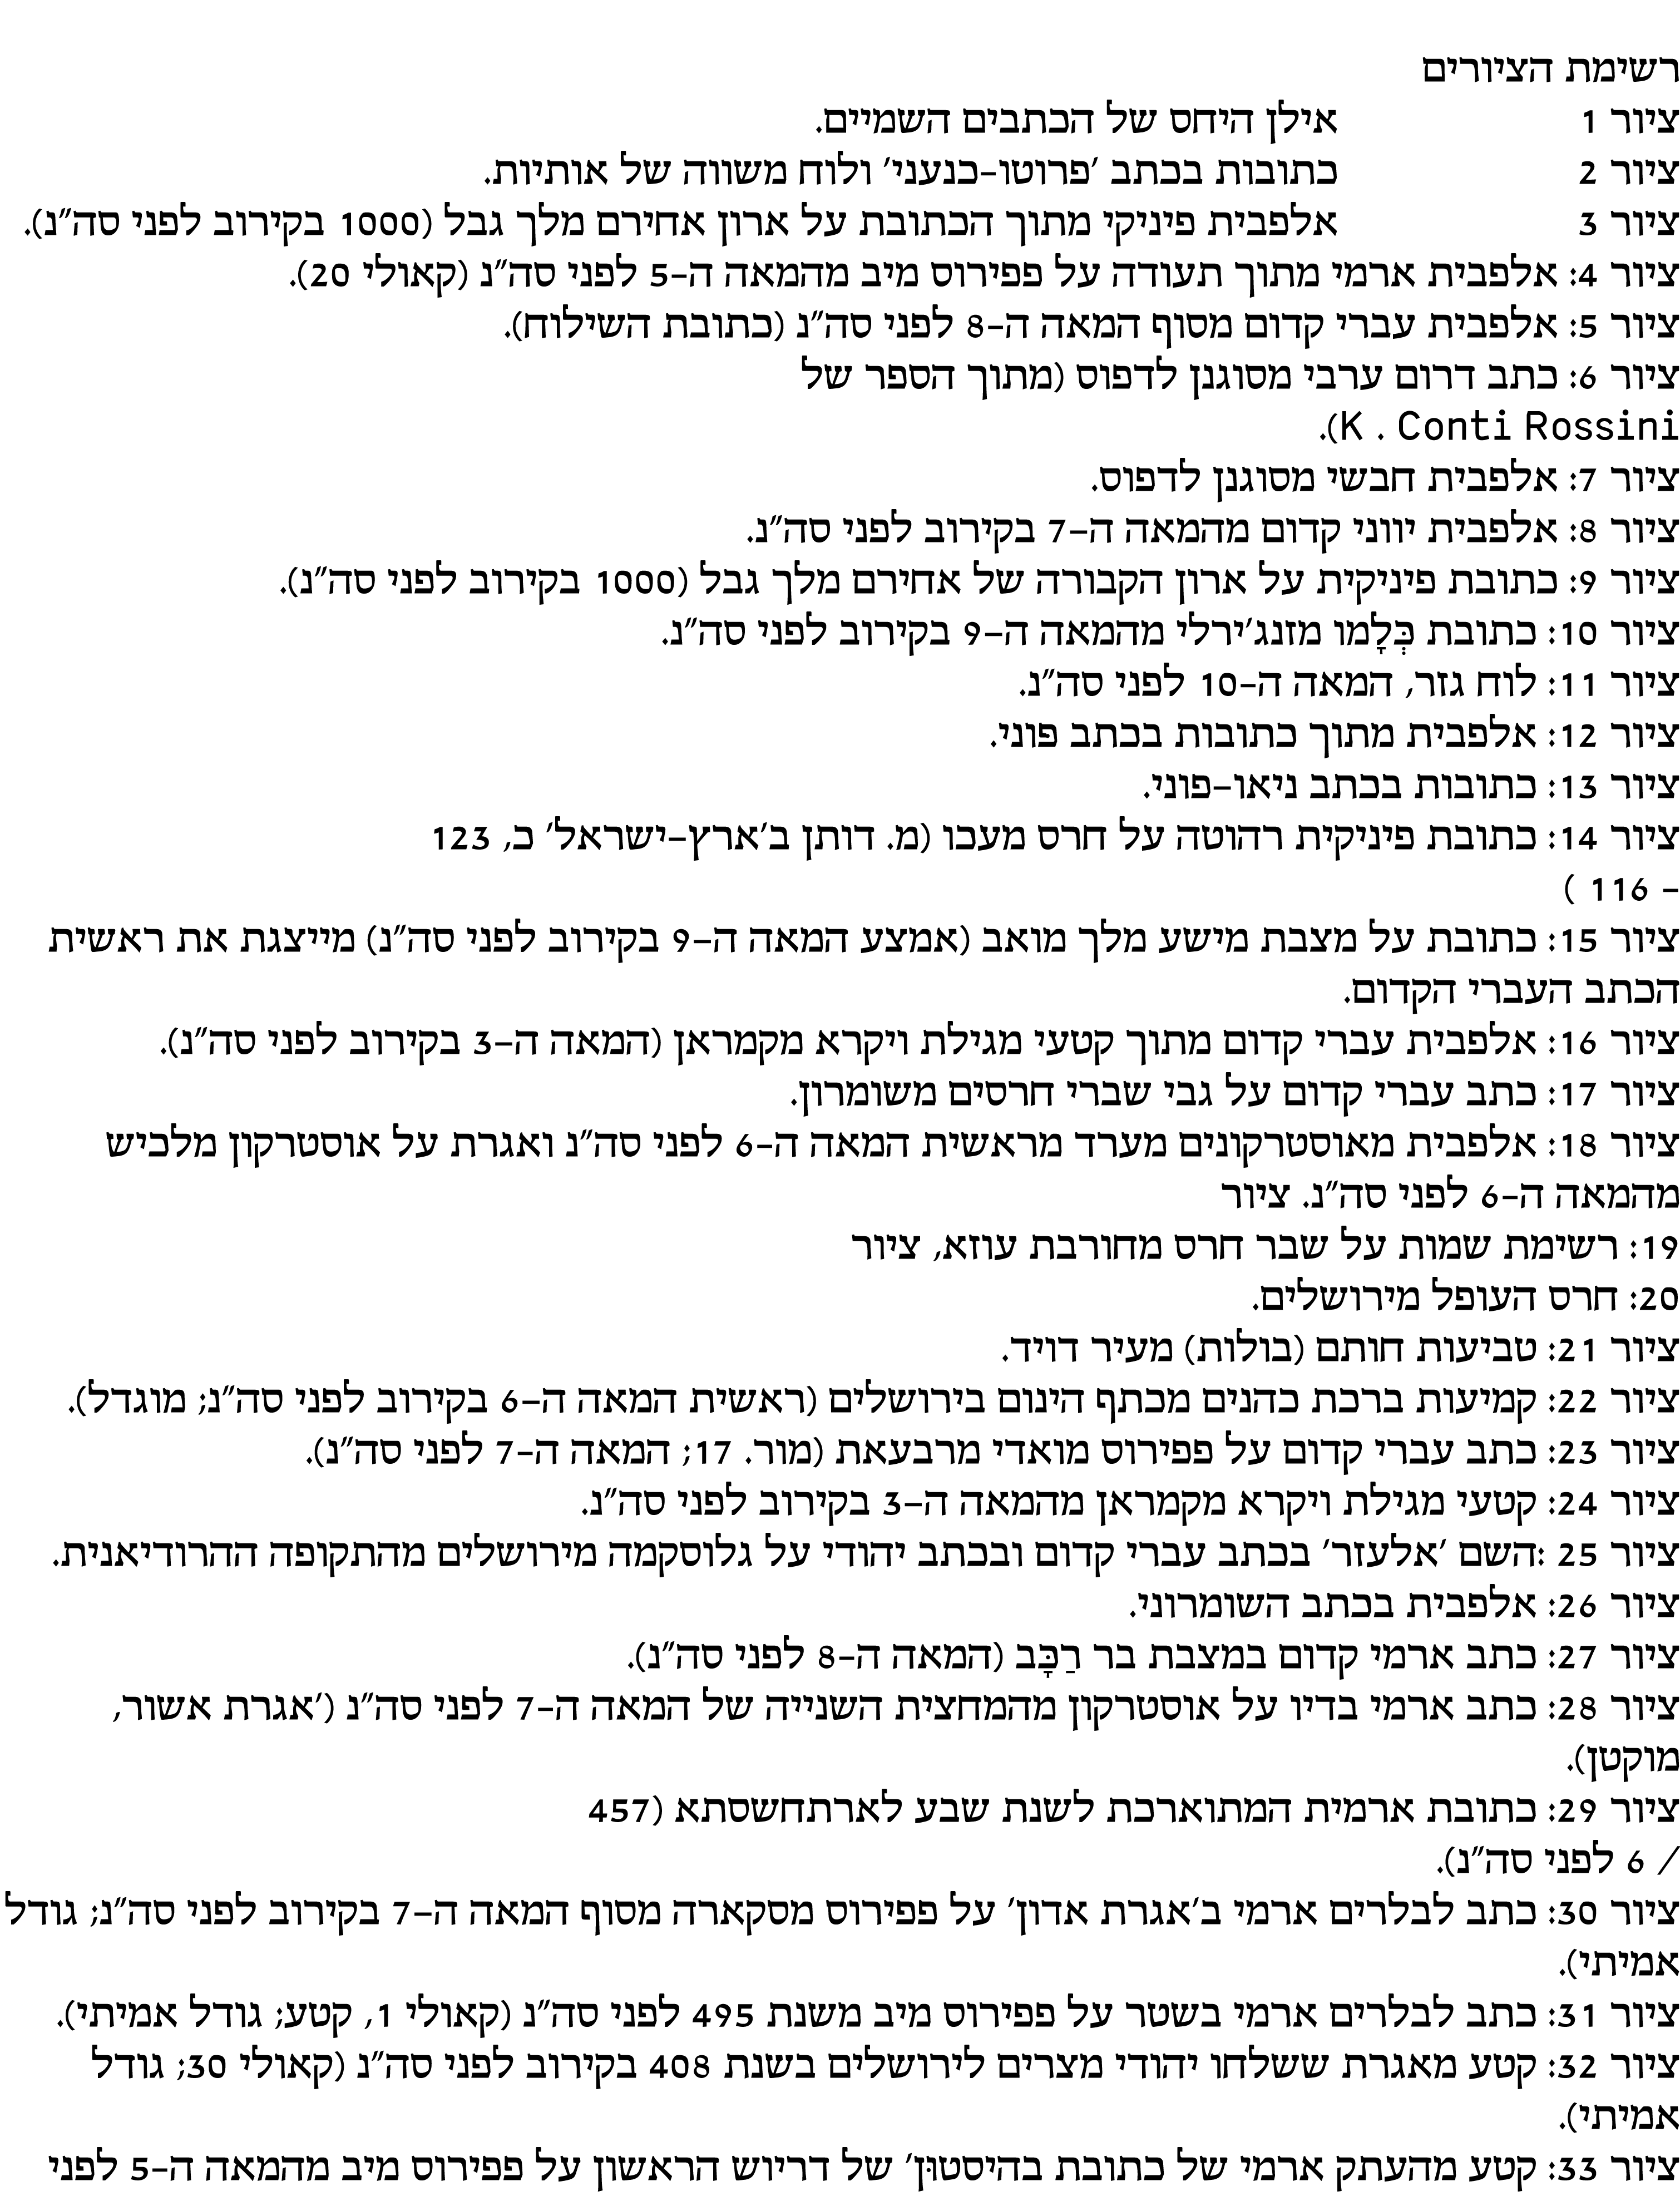 רשימת הציורים
ציור 1 אילן היחס של הכתבים השמיים.
ציור 2 כתובות בכתב 'פרוטו-כנעני' ולוח משווה של אותיות.
ציור 3 אלפבית פיניקי מתוך הכתובת על ארון אחירם מלך גבל (1000 בקירוב לפני סה"נ).
ציור 4: אלפבית ארמי מתוך תעודה על פפירוס מיב מהמאה ה-5 לפני סה"נ (קאולי 20).
ציור 5: אלפבית עברי קדום מסוף המאה ה-8 לפני סה"נ (כתובת השילוח).
ציור 6: כתב דרום ערבי מסוגנן לדפוס (מתוך הספר של
K . Conti Rossini).
ציור 7: אלפבית חבשי מסוגנן לדפוס.
ציור 8: אלפבית יווני קדום מהמאה ה-7 בקירוב לפני סה"נ.
ציור 9: כתובת פיניקית על ארון הקבורה של אחירם מלך גבל (1000 בקירוב לפני סה"נ).
ציור 10: כתובת כְּלָמו מזנג'ירלי מהמאה ה-9 בקירוב לפני סה"נ.
ציור 11: לוח גזר, המאה ה-10 לפני סה"נ.
ציור 12: אלפבית מתוך כתובות בכתב פוני.
ציור 13: כתובות בכתב ניאו-פוני.
ציור 14: כתובת פיניקית רהוטה על חרס מעכו (מ. דותן ב'ארץ-ישראל' כ, 123
- 116 )
ציור 15: כתובת על מצבת מישע מלך מואב (אמצע המאה ה-9 בקירוב לפני סה"נ) מייצגת את ראשית
הכתב העברי הקדום.
ציור 16: אלפבית עברי קדום מתוך קטעי מגילת ויקרא מקמראן (המאה ה-3 בקירוב לפני סה"נ).
ציור 17: כתב עברי קדום על גבי שברי חרסים משומרון.
ציור 18: אלפבית מאוסטרקונים מערד מראשית המאה ה-6 לפני סה"נ ואגרת על אוסטרקון מלכיש
מהמאה ה-6 לפני סה"נ. ציור
19: רשימת שמות על שבר חרס מחורבת עוזא, ציור
20: חרס העופל מירושלים.
ציור 21: טביעות חותם (בולות) מעיר דויד.
ציור 22: קמיעות ברכת כהנים מכתף הינום בירושלים (ראשית המאה ה-6 בקירוב לפני סה"נ; מוגדל).
ציור 23: כתב עברי קדום על פפירוס מואדי מרבעאת (מור. 17; המאה ה-7 לפני סה"נ).
ציור 24: קטעי מגילת ויקרא מקמראן מהמאה ה-3 בקירוב לפני סה"נ.
ציור 25 :השם 'אלעזר' בכתב עברי קדום ובכתב יהודי על גלוסקמה מירושלים מהתקופה ההרודיאנית.
ציור 26: אלפבית בכתב השומרוני.
ציור 27: כתב ארמי קדום במצבת בר רַכָּב (המאה ה-8 לפני סה"נ).
ציור 28: כתב ארמי בדיו על אוסטרקון מהמחצית השנייה של המאה ה-7 לפני סה"נ ('אגרת אשור,
מוקטן).
ציור 29: כתובת ארמית המתוארכת לשנת שבע לארתחשסתא (457
/ 6 לפני סה"נ).
ציור 30: כתב לבלרים ארמי ב'אגרת אדון' על פפירוס מסקארה מסוף המאה ה-7 בקירוב לפני סה"נ; גודל
אמיתי).
ציור 31: כתב לבלרים ארמי בשטר על פפירוס מיב משנת 495 לפני סה"נ (קאולי 1, קטע; גודל אמיתי).
ציור 32: קטע מאגרת ששלחו יהודי מצרים לירושלים בשנת 408 בקירוב לפני סה"נ (קאולי 30; גודל
אמיתי).
ציור 33: קטע מהעתק ארמי של כתובת בהיסטוּן' של דריוש הראשון על פפירוס מיב מהמאה ה-5 לפני